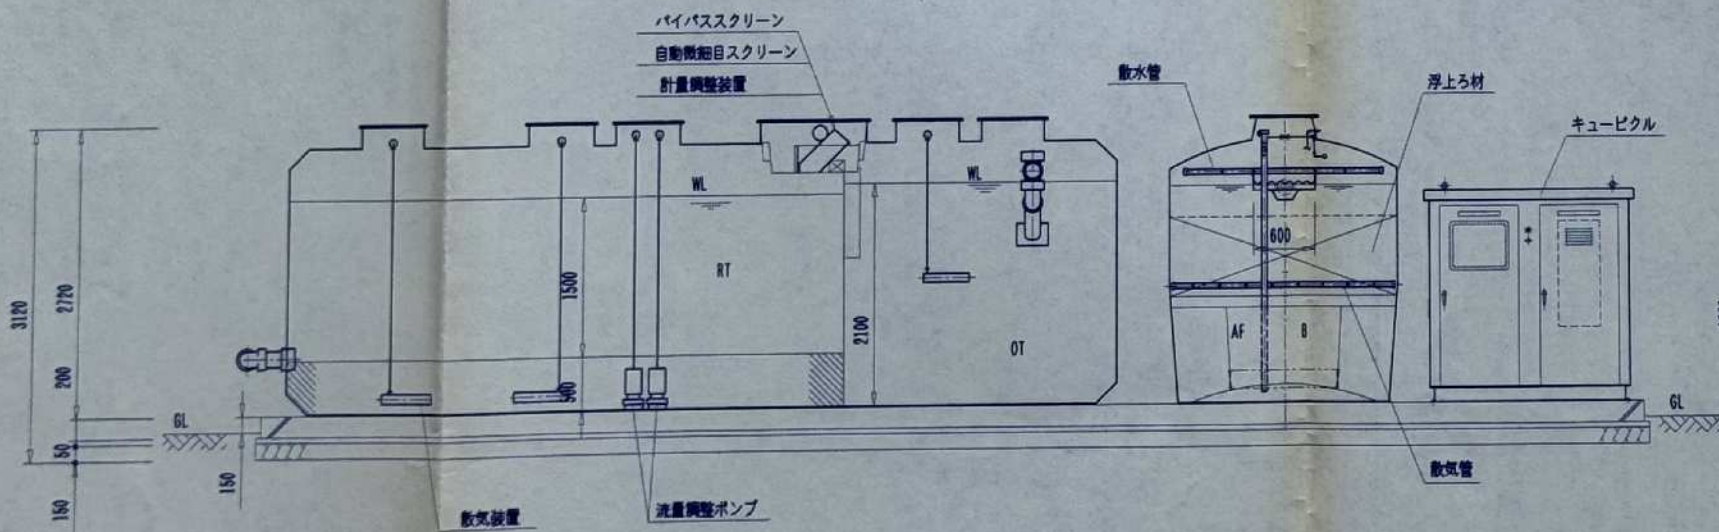 バイパススクリーン
自動微細目スクリーン
計量調整装置
散水管
浮上ろ材
キュービクル
WL
WL
600
3120
2720
1500
RT
2100
OT
AF
B
200
GL
GL
50
150
150
散気装置
流量調整ポンプ
散気管